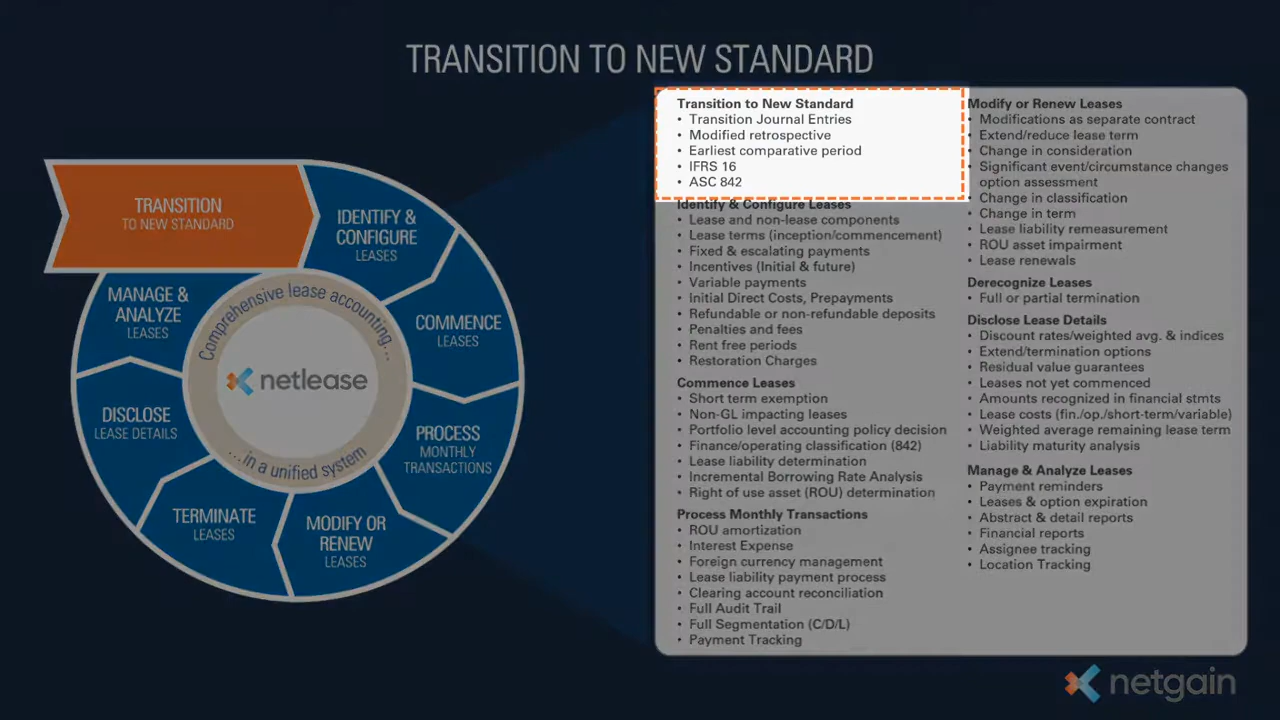 TRANSITION TO NEW STANDARD
TRANSITION
TO NEW STANDARD
IDENTIFY &
CONFIGURE
LEASES
COMMENCE
LEASES
PROCESS
MONTHLY
TRANSACTIONS
MODIFY OR
RENEW
LEASES
TERMINATE
LEASES
DISCLOSE
LEASE DETAILS
MANAGE &
ANALYZE
LEASES
Comprehensive lease accounting...
netlease
...in a unified system
Transition to New Standard
• Transition Journal Entries
• Modified retrospective
• Earliest comparative period
• IFRS 16
• ASC 842
Identify & Configure Leases
• Lease and non-lease components
• Lease terms (inception/commencement)
• Fixed & escalating payments
• Incentives (Initial & future)
• Variable payments
• Initial Direct Costs, Prepayments
• Refundable or non-refundable deposits
• Penalties and fees
• Rent free periods
• Restoration Charges
Commence Leases
• Short term exemption
• Non-GL impacting leases
• Portfolio level accounting policy decision
• Finance/operating classification (842)
• Lease liability determination
• Incremental Borrowing Rate Analysis
• Right of use asset (ROU) determination
Process Monthly Transactions
• ROU amortization
• Interest Expense
• Foreign currency management
• Lease liability payment process
• Clearing account reconciliation
• Full Audit Trail
• Full Segmentation (C/D/L)
• Payment Tracking
Modify or Renew Leases
• Modifications as separate contract
• Extend/reduce lease term
• Change in consideration
• Significant event/circumstance changes
option assessment
• Change in classification
• Change in term
• Lease liability remeasurement
• ROU asset impairment
• Lease renewals
Derecognize Leases
• Full or partial termination
Disclose Lease Details
• Discount rates/weighted avg. & indices
• Extend/termination options
• Residual value guarantees
• Leases not yet commenced
• Amounts recognized in financial stmts
• Lease costs (fin./op./short-term/variable)
• Weighted average remaining lease term
• Liability maturity analysis
Manage & Analyze Leases
• Payment reminders
• Leases & option expiration
• Abstract & detail reports
• Financial reports
• Assignee tracking
• Location Tracking
netgain